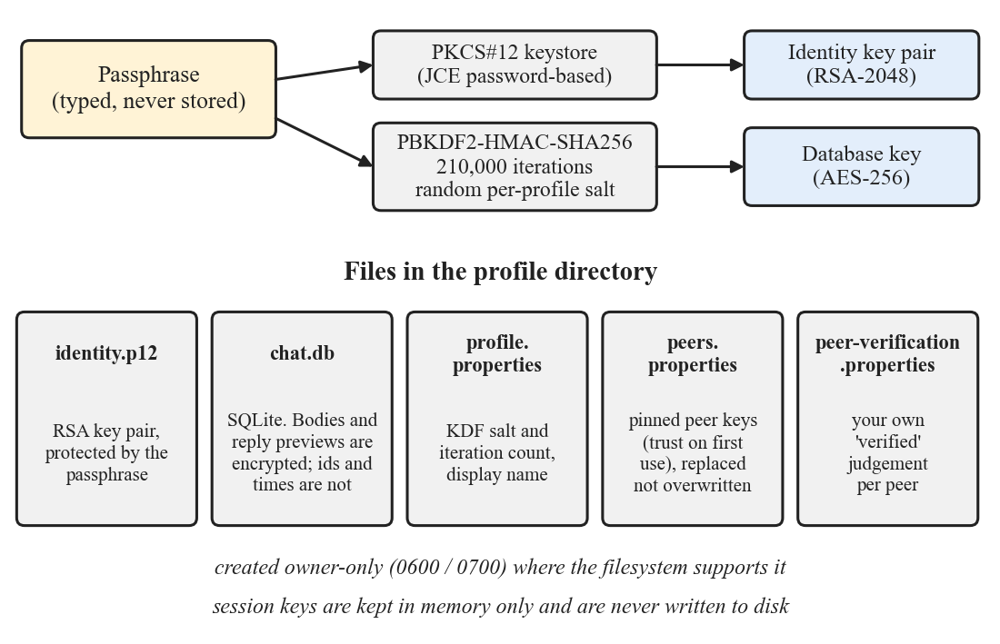 Passphrase
(typed, never stored)
PKCS#12 keystore
(JCE password-based)
Identity key pair
(RSA-2048)
PBKDF2-HMAC-SHA256
210,000 iterations
random per-profile salt
Database key
(AES-256)
Files in the profile directory
identity.p12
RSA key pair,
protected by the
passphrase
chat.db
SQLite. Bodies and
reply previews are
encrypted; ids and
times are not
profile.
properties
KDF salt and
iteration count,
display name
peers.
properties
pinned peer keys
(trust on first
use), replaced
not overwritten
peer-verification
.properties
your own
'verified'
judgement
per peer
created owner-only (0600 / 0700) where the filesystem supports it
session keys are kept in memory only and are never written to disk